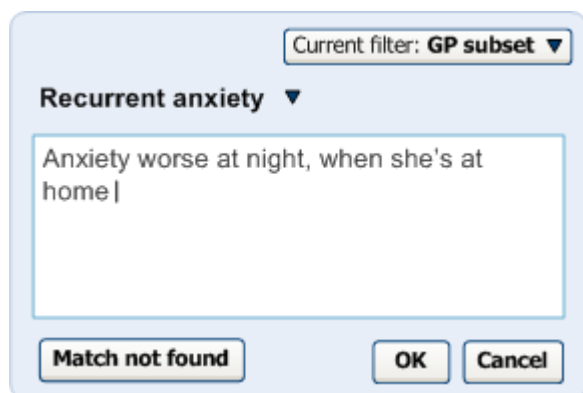 Current filter: GP subset ▼
Recurrent anxiety ▼
Anxiety worse at night, when she's at
home
Match not found OK Cancel